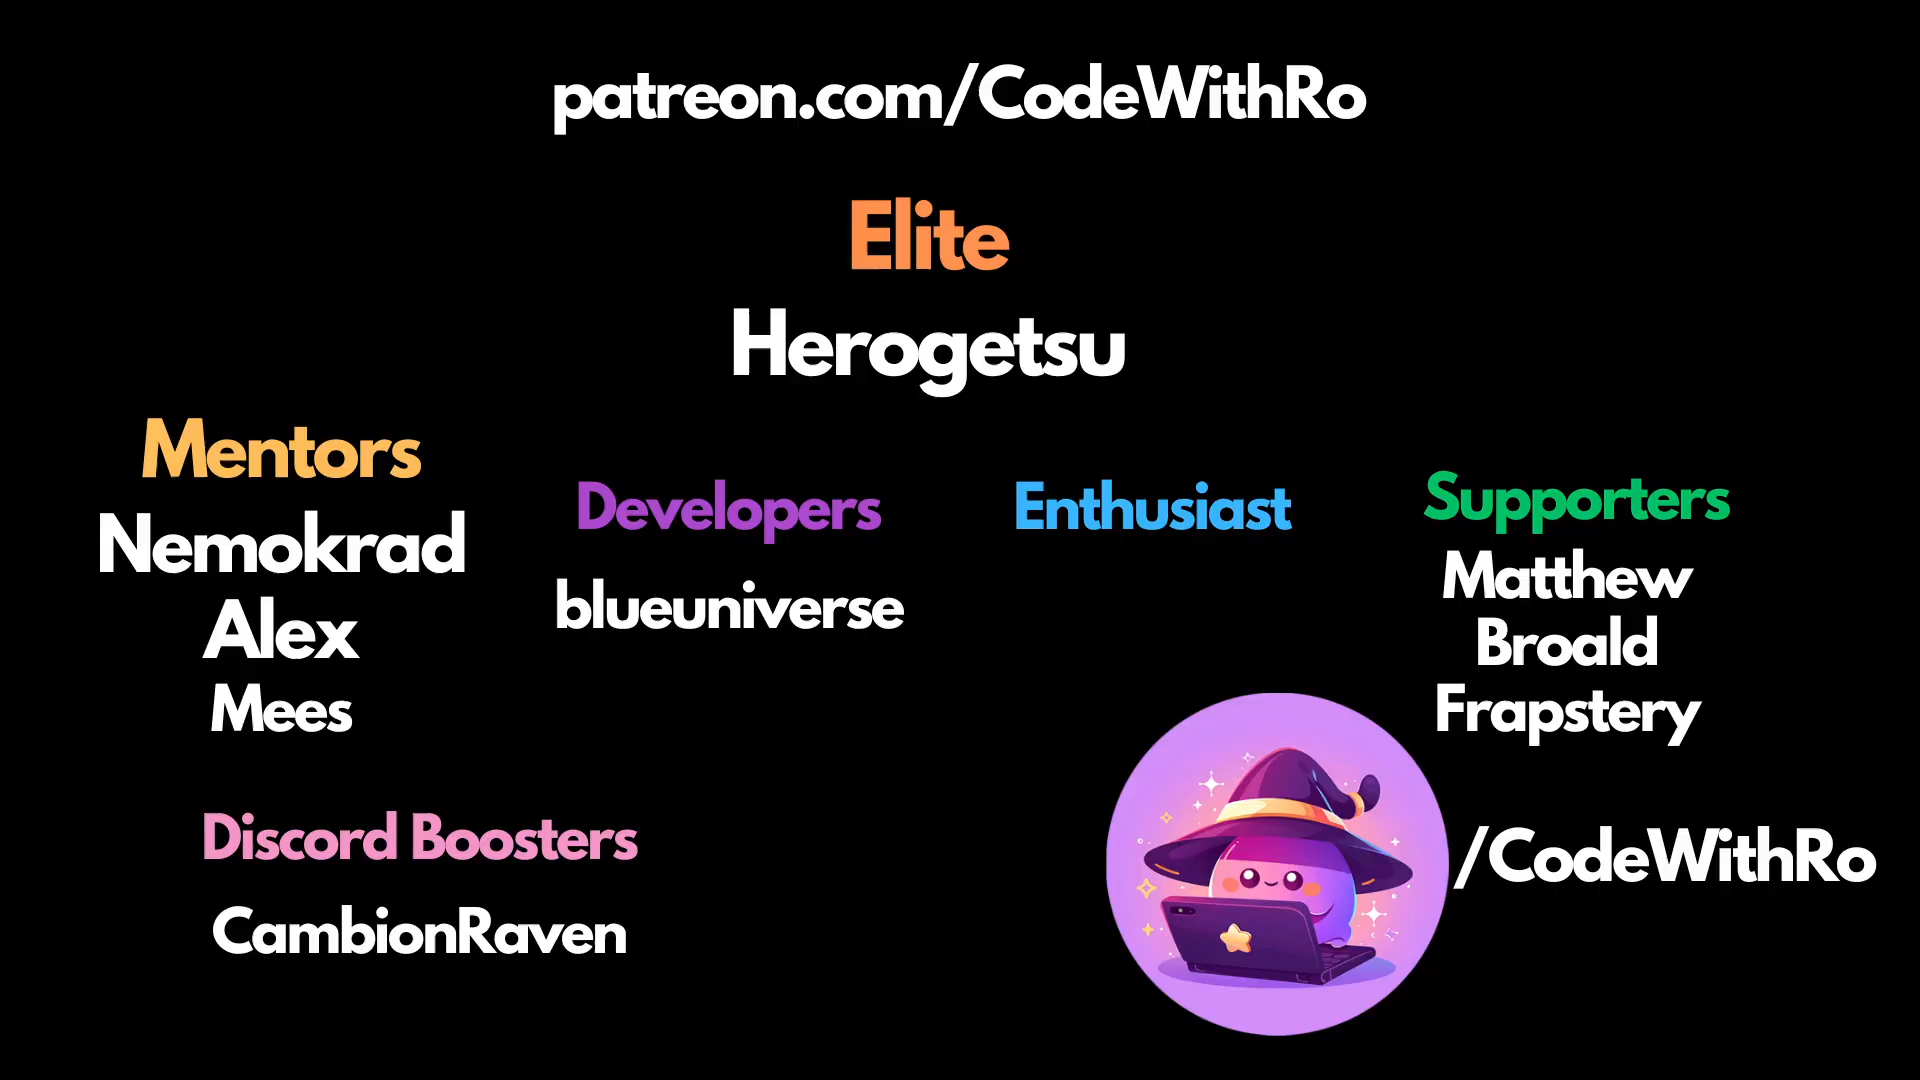 patreon.com/CodeWithRo
Elite
Herogetsu
Mentors
Nemokrad
Alex
Mees
Developers
blueuniverse
Enthusiast
Supporters
Matthew
Broald
Frapstery
Discord Boosters
CambionRaven
/CodeWithRo